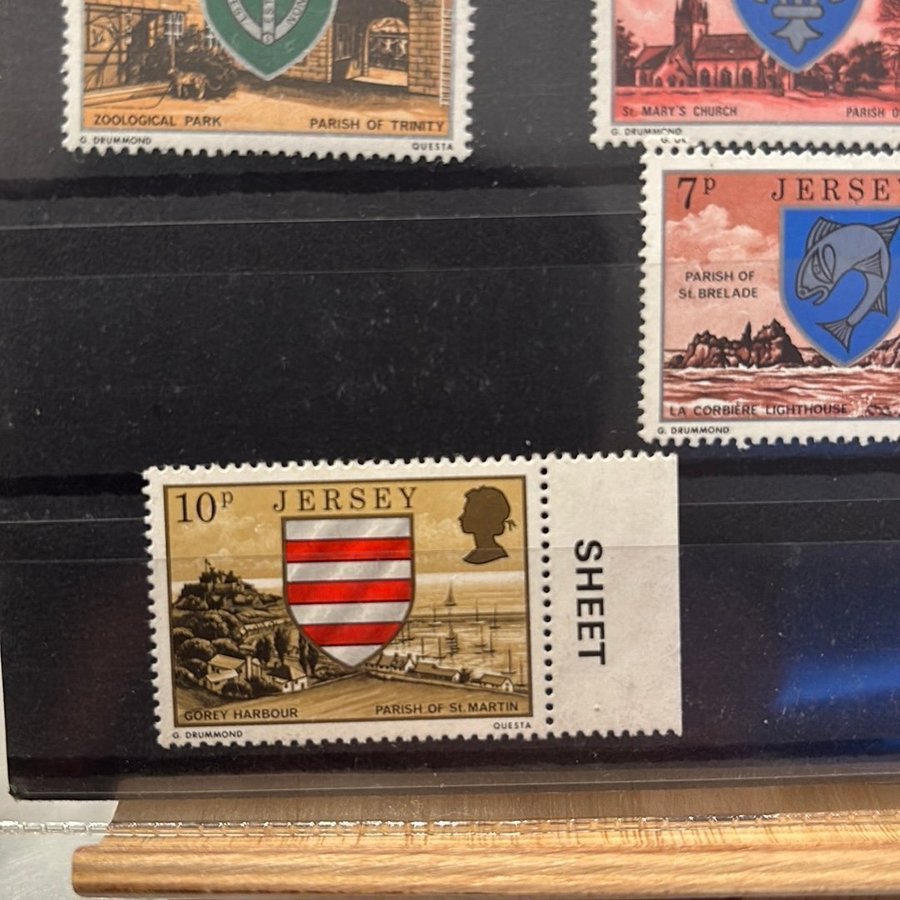 ZOOLOGICAL PARK
PARISH OF TRINITY
G. DRUMMOND
QUESTA
St. MARY'S CHURCH
PARISH
G. DRUMMOND
7p
JERSEY
PARISH OF
St. BRELADE
LA CORBIÈRE LIGHTHOUSE
G. DRUMMOND
10p
JERSEY
GOREY HARBOUR
PARISH OF St. MARTIN
G. DRUMMOND
QUESTA
SHEET